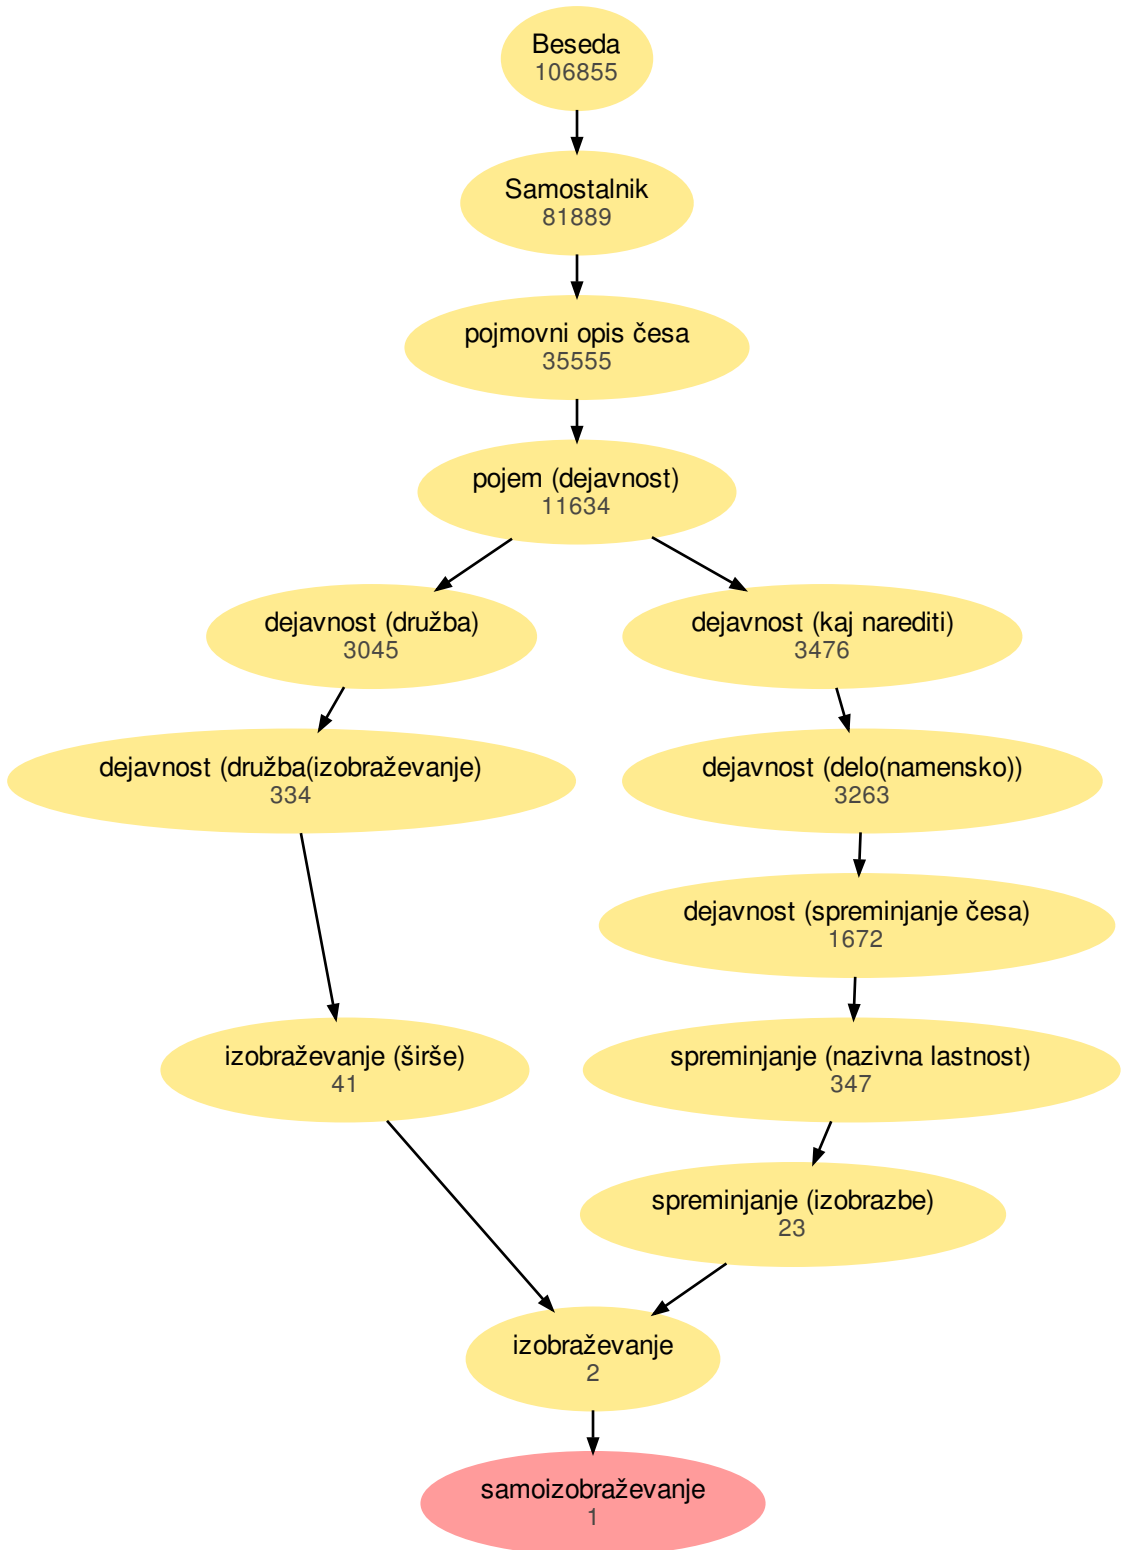 Beseda
106855
Samostalnik
81889
pojmovni opis česa
35555
pojem (dejavnost)
11634
dejavnost (družba)
3045
dejavnost (kaj narediti)
3476
dejavnost (družba(izobraževanje)
334
dejavnost (delo(namensko))
3263
dejavnost (spreminjanje česa)
1672
izobraževanje (širše)
41
spreminjanje (nazivna lastnost)
347
spreminjanje (izobrazbe)
23
izobraževanje
2
samoizobraževanje
1